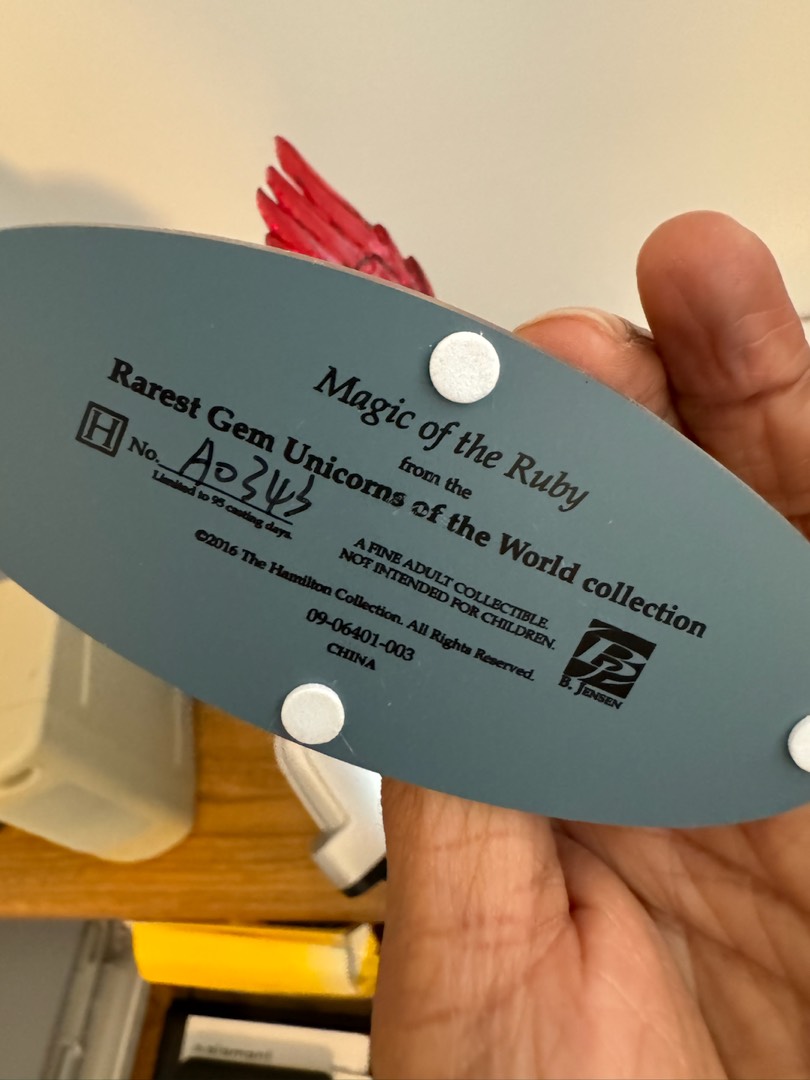 Magic of the Ruby
from the
Rarest Gem Unicorns of the World collection
H No. A0343
Limited to 95 casting days.
A FINE ADULT COLLECTIBLE.
NOT INTENDED FOR CHILDREN.
©2016 The Hamilton Collection. All Rights Reserved.
09-06401-003
CHINA
B. JENSEN